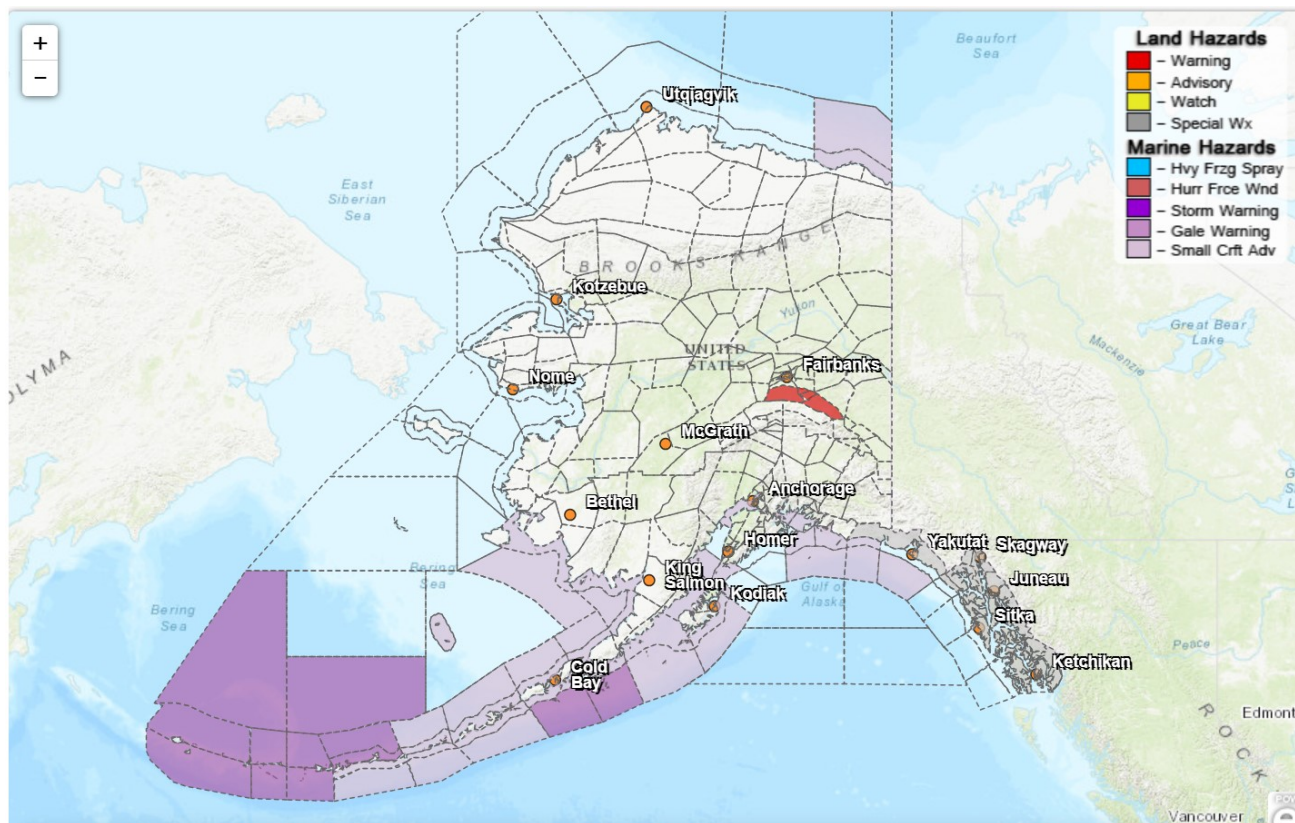 +
−
Land Hazards
– Warning
– Advisory
– Watch
– Special Wx
Marine Hazards
– Hvy Frzg Spray
– Hurr Frce Wnd
– Storm Warning
– Gale Warning
– Small Crft Adv
Beaufort
Sea
Utqiagvik
East
Siberian
Sea
BROOKS RANGE
Kotzebue
Yukon
Great Bear
Lake
Mackenzie
UNITED
STATES
OLYMA
Nome
Fairbanks
McGrath
Anchorage
Bethel
Homer
Yakutat
Skagway
King
Salmon
Juneau
Kodiak
Gulf of
Alaska
Bering
Sea
Bering
Sea
Sitka
Peace
Ketchikan
Cold
Bay
ROCK
Edmont
Vancouver